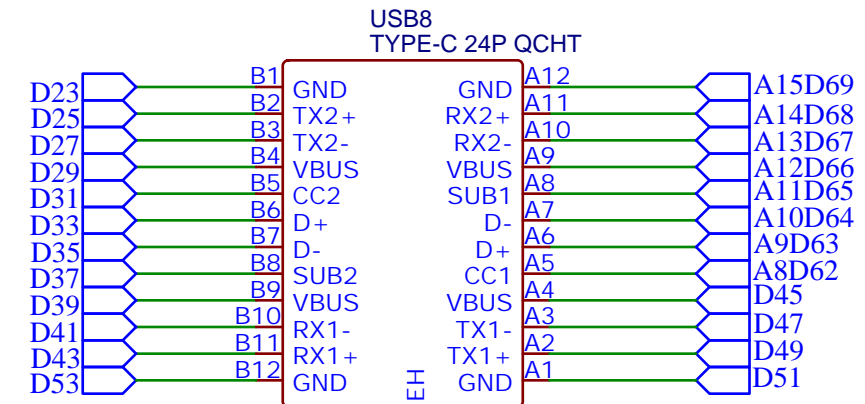 USB8
TYPE-C 24P QCHT
D23 B1 GND GND A12 A15D69
D25 B2 TX2+ RX2+ A11 A14D68
D27 B3 TX2- RX2- A10 A13D67
D29 B4 VBUS VBUS A9 A12D66
D31 B5 CC2 SUB1 A8 A11D65
D33 B6 D+ D- A7 A10D64
D35 B7 D- D+ A6 A9D63
D37 B8 SUB2 CC1 A5 A8D62
D39 B9 VBUS VBUS A4 D45
D41 B10 RX1- TX1- A3 D47
D43 B11 RX1+ TX1+ A2 D49
D53 B12 GND GND A1 D51
EH